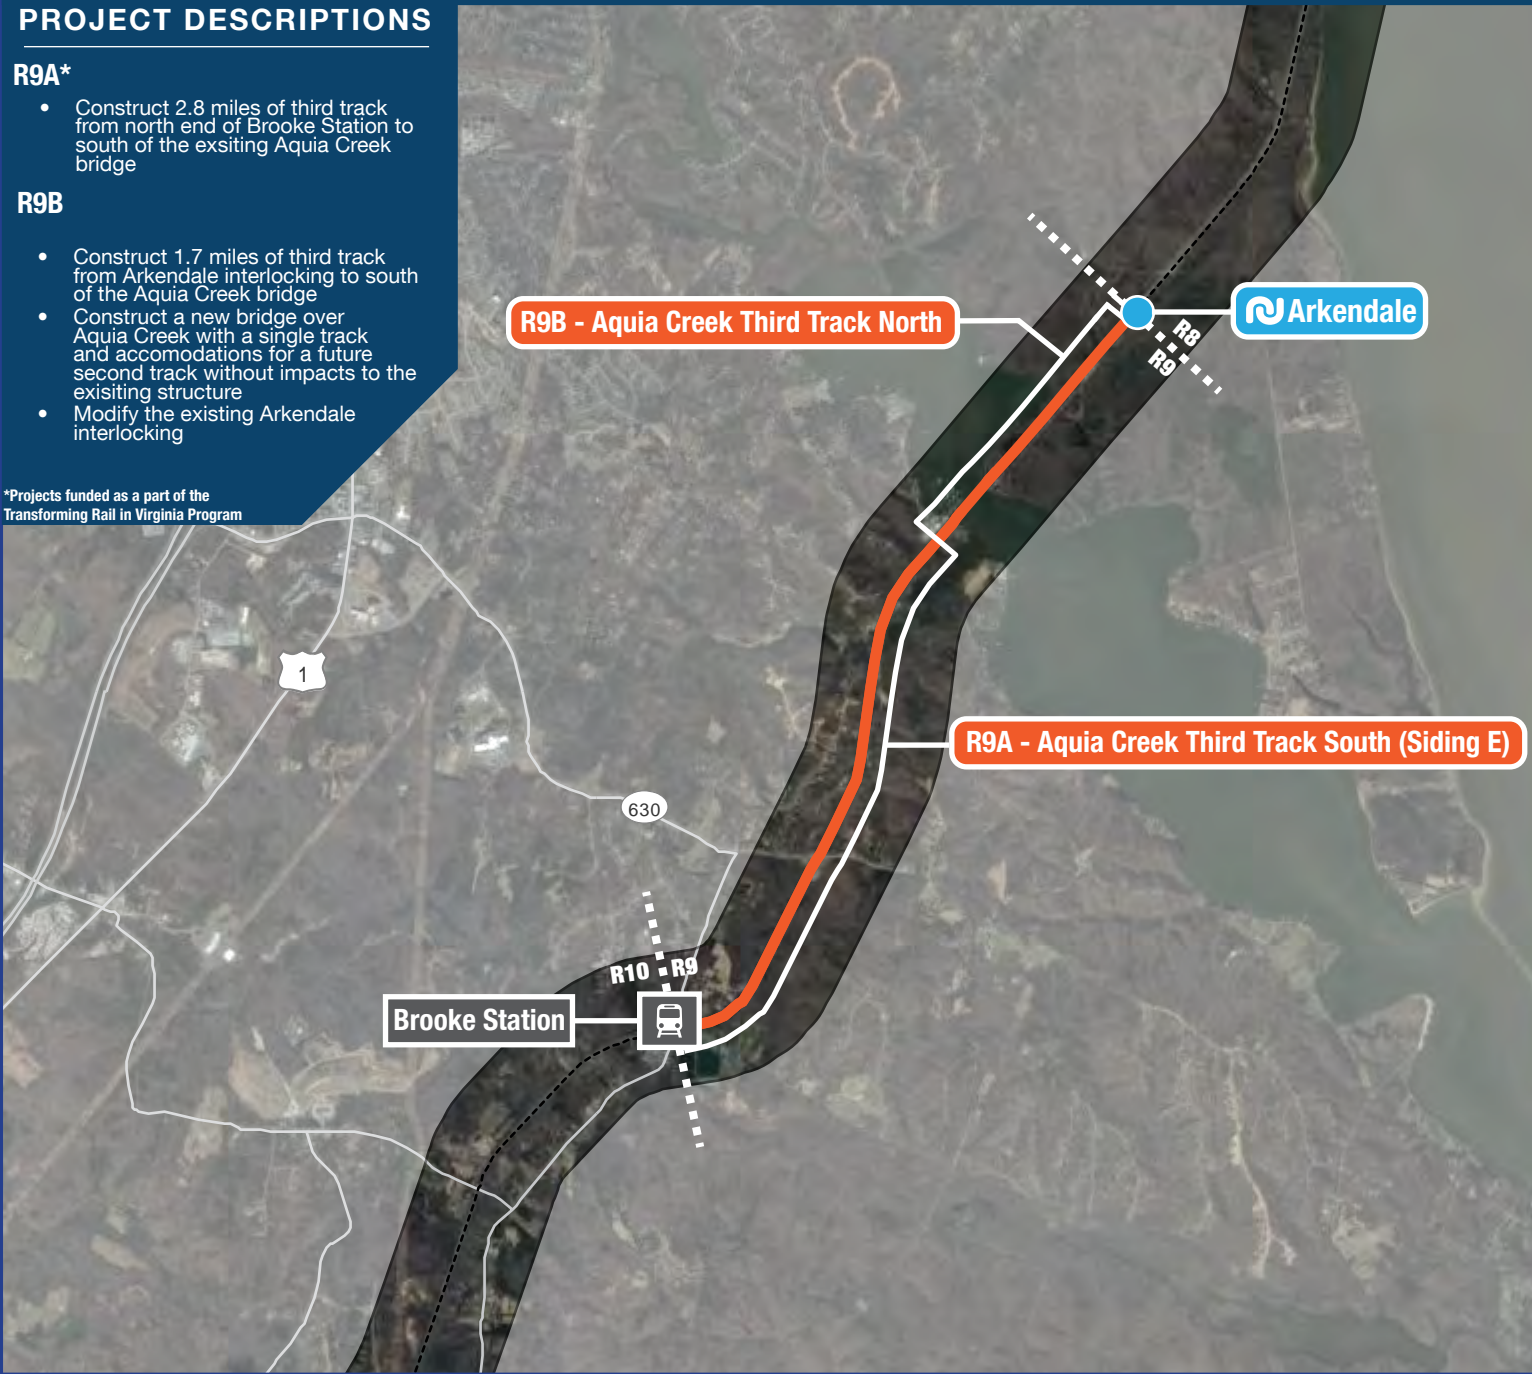 PROJECT DESCRIPTIONS
R9A*
• Construct 2.8 miles of third track
from north end of Brooke Station to
south of the exsiting Aquia Creek
bridge
R9B
• Construct 1.7 miles of third track
from Arkendale interlocking to south
of the Aquia Creek bridge
• Construct a new bridge over
Aquia Creek with a single track
and accomodations for a future
second track without impacts to the
exisiting structure
• Modify the existing Arkendale
interlocking
*Projects funded as a part of the
Transforming Rail in Virginia Program
R9B - Aquia Creek Third Track North
Arkendale
R8
R9
1
R9A - Aquia Creek Third Track South (Siding E)
630
R10
R9
Brooke Station